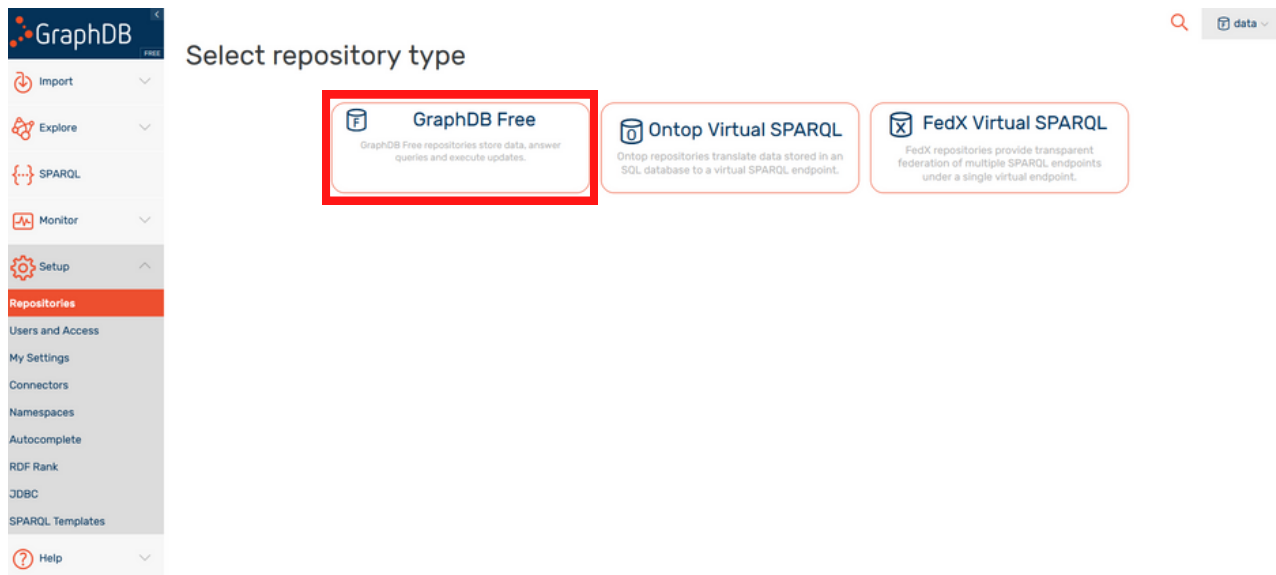 GraphDB
FREE
data
Select repository type
Import
Explore
SPARQL
Monitor
Setup
Repositories
Users and Access
My Settings
Connectors
Namespaces
Autocomplete
RDF Rank
JDBC
SPARQL Templates
Help
F
GraphDB Free
GraphDB Free repositories store data, answer
queries and execute updates.
O
Ontop Virtual SPARQL
Ontop repositories translate data stored in an
SQL database to a virtual SPARQL endpoint.
X
FedX Virtual SPARQL
FedX repositories provide transparent
federation of multiple SPARQL endpoints
under a single virtual endpoint.